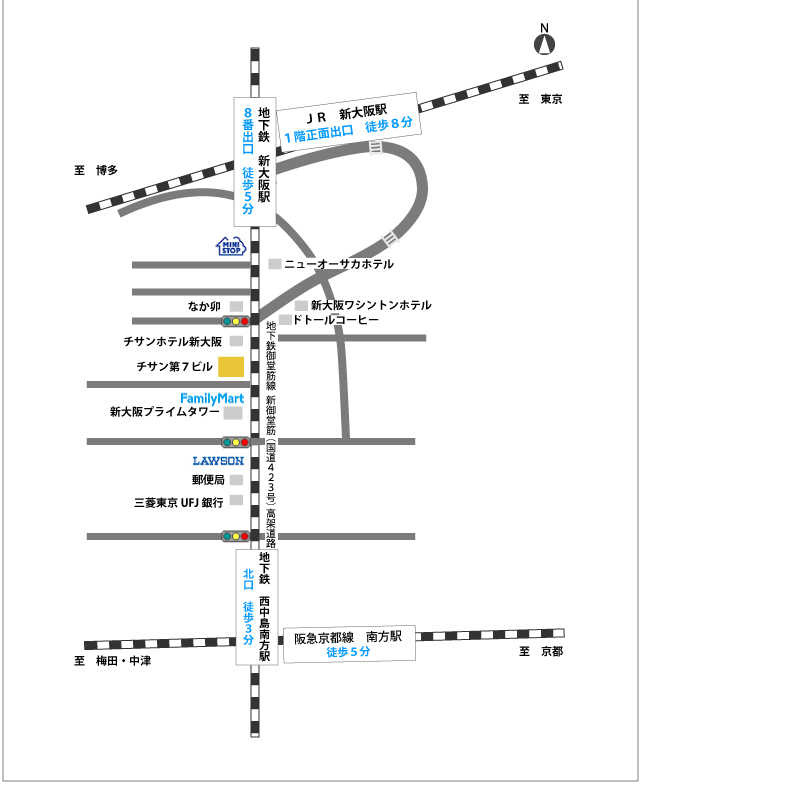 N
至　東京
ＪＲ　新大阪駅
１階正面出口　徒歩８分
地下鉄　新大阪駅
８番出口　徒歩５分
至　博多
MINI
STOP
ニューオーサカホテル
なか卯
新大阪ワシントンホテル
ドトールコーヒー
チサンホテル新大阪
チサン第７ビル
地下鉄御堂筋線　新御堂筋（国道４２３号）高架道路
FamilyMart
新大阪プライムタワー
LAWSON
郵便局
三菱東京 UFJ 銀行
地下鉄　西中島南方駅
北口　徒歩３分
阪急京都線　南方駅
徒歩５分
至　京都
至　梅田・中津